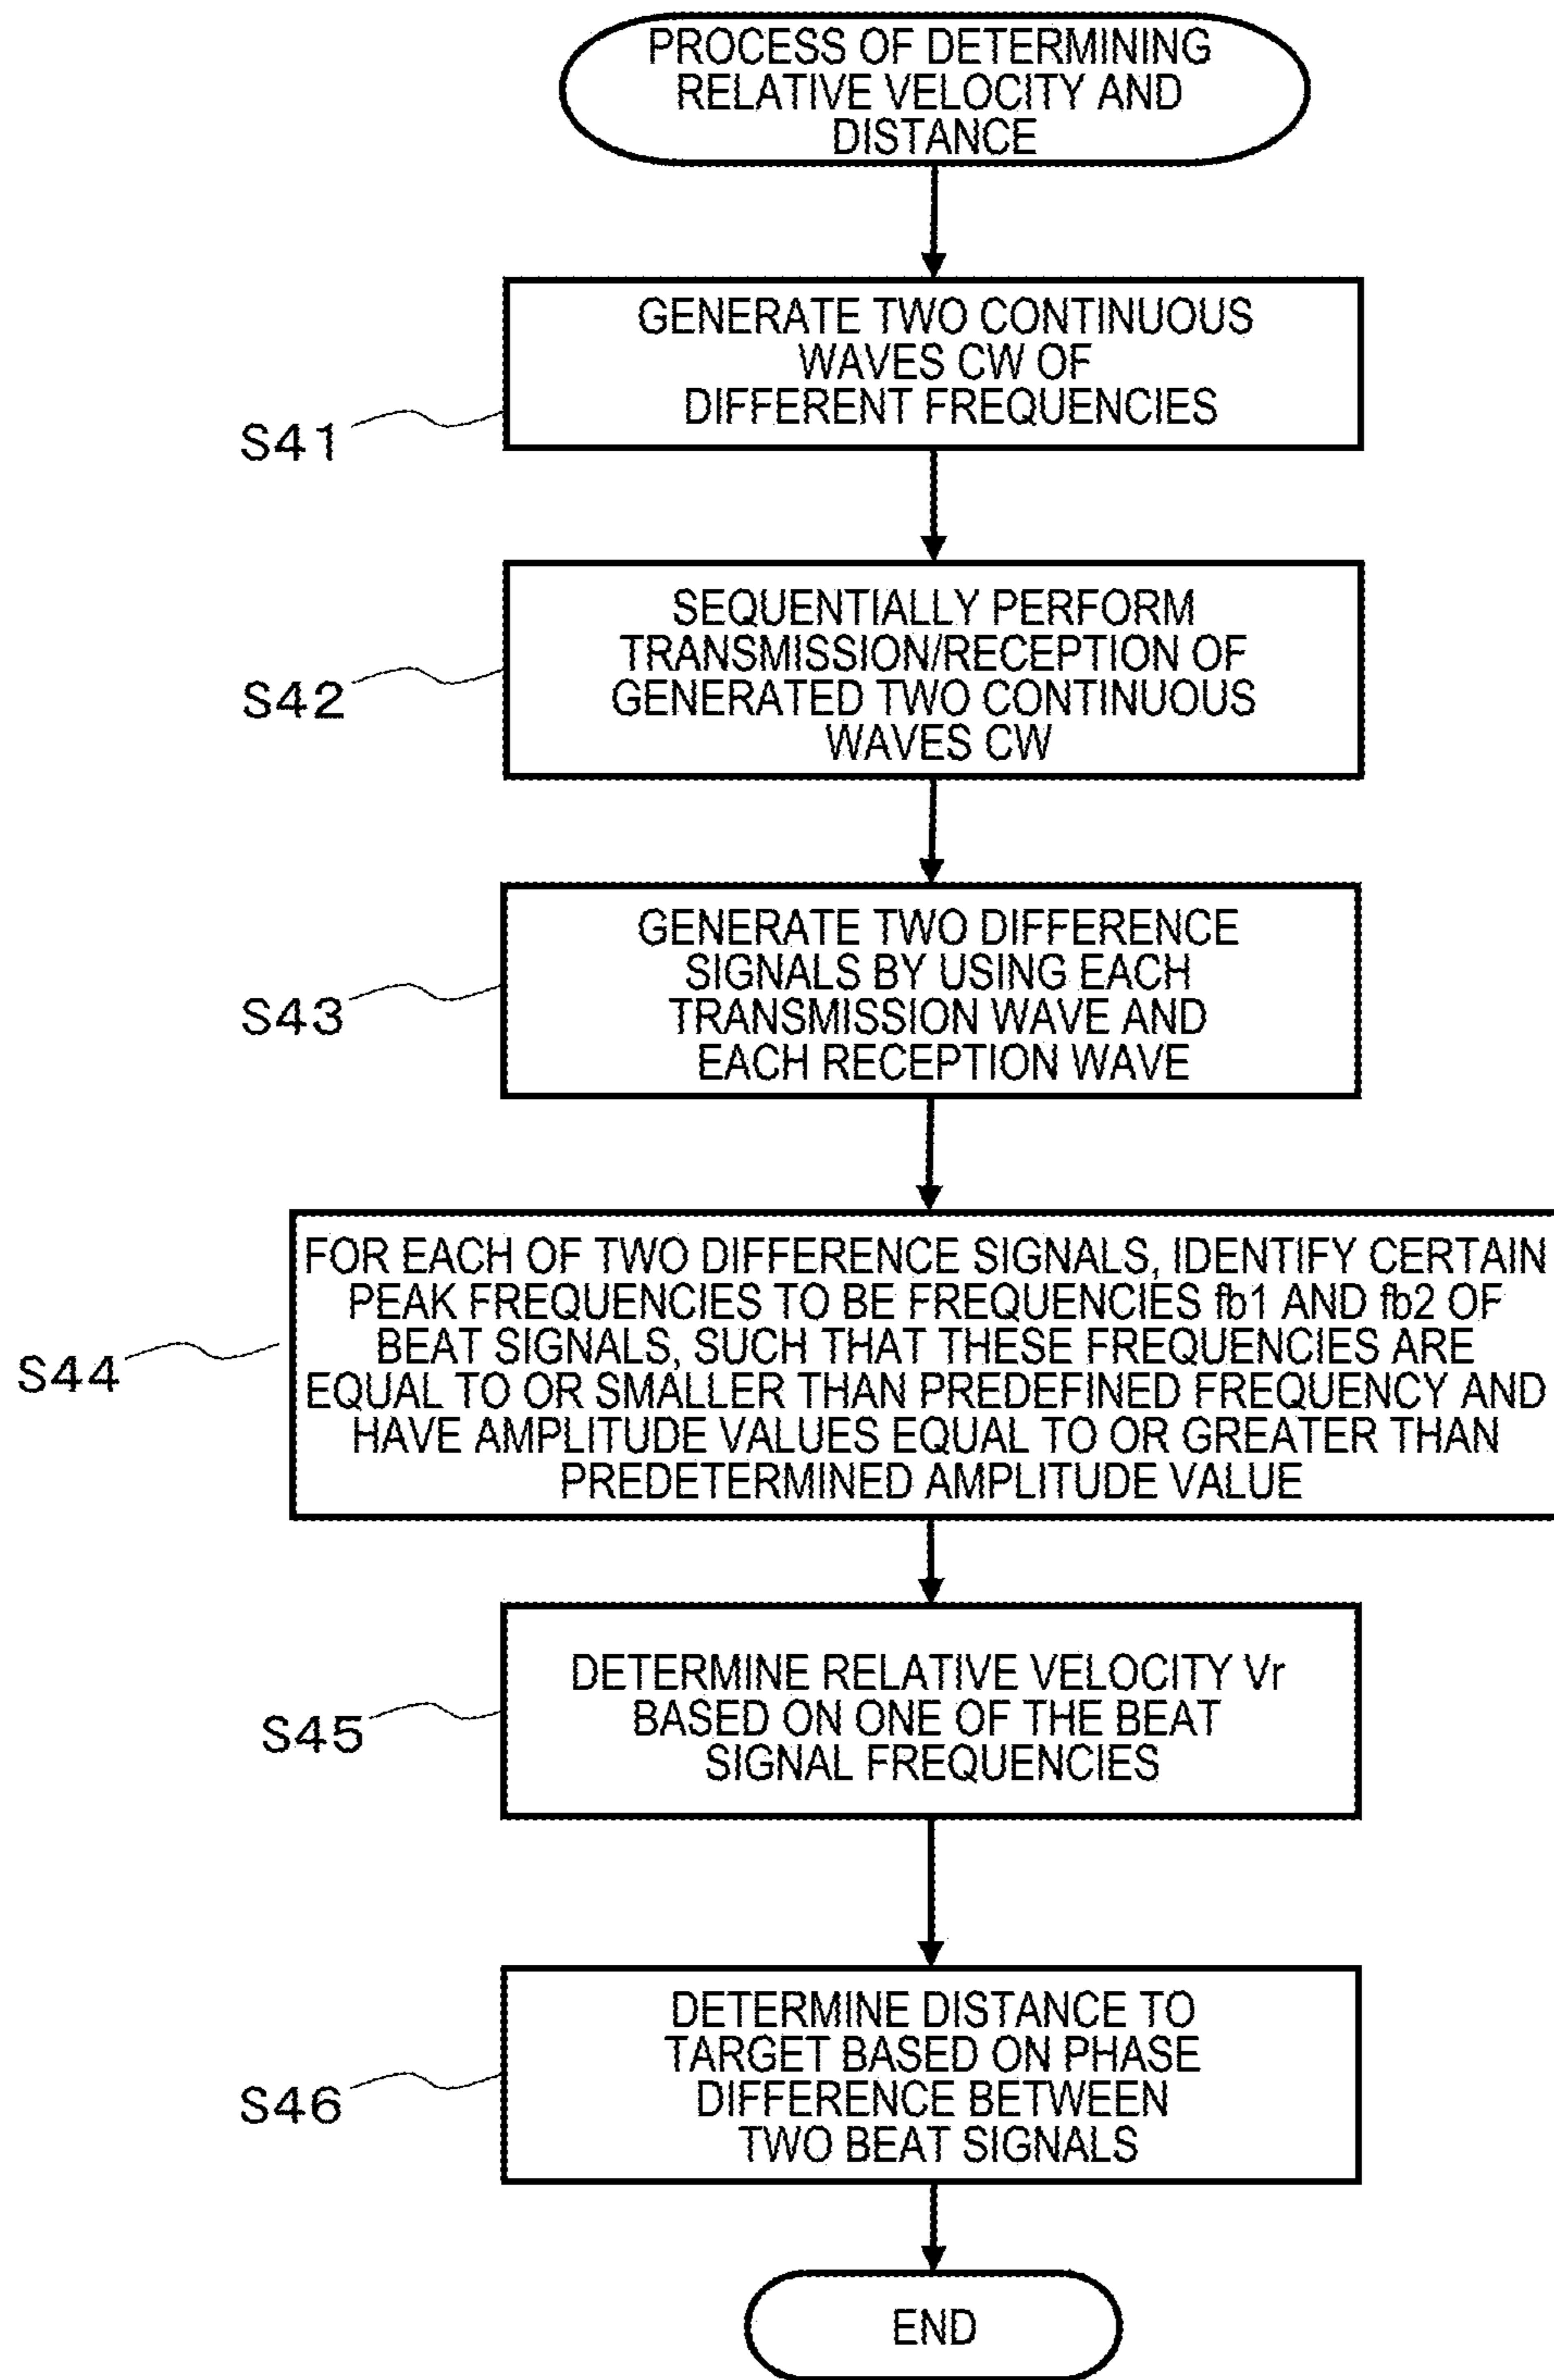 PROCESS OF DETERMINING
RELATIVE VELOCITY AND
DISTANCE
GENERATE TWO CONTINUOUS
WAVES CW OF
DIFFERENT FREQUENCIES
S41
SEQUENTIALLY PERFORM
TRANSMISSION/RECEPTION OF
GENERATED TWO CONTINUOUS
WAVES CW
S42
GENERATE TWO DIFFERENCE
SIGNALS BY USING EACH
TRANSMISSION WAVE AND
EACH RECEPTION WAVE
S43
FOR EACH OF TWO DIFFERENCE SIGNALS, IDENTIFY CERTAIN
PEAK FREQUENCIES TO BE FREQUENCIES fb1 AND fb2 OF
BEAT SIGNALS, SUCH THAT THESE FREQUENCIES ARE
EQUAL TO OR SMALLER THAN PREDEFINED FREQUENCY AND
HAVE AMPLITUDE VALUES EQUAL TO OR GREATER THAN
PREDETERMINED AMPLITUDE VALUE
S44
DETERMINE RELATIVE VELOCITY Vr
BASED ON ONE OF THE BEAT
SIGNAL FREQUENCIES
S45
DETERMINE DISTANCE TO
TARGET BASED ON PHASE
DIFFERENCE BETWEEN
TWO BEAT SIGNALS
S46
END